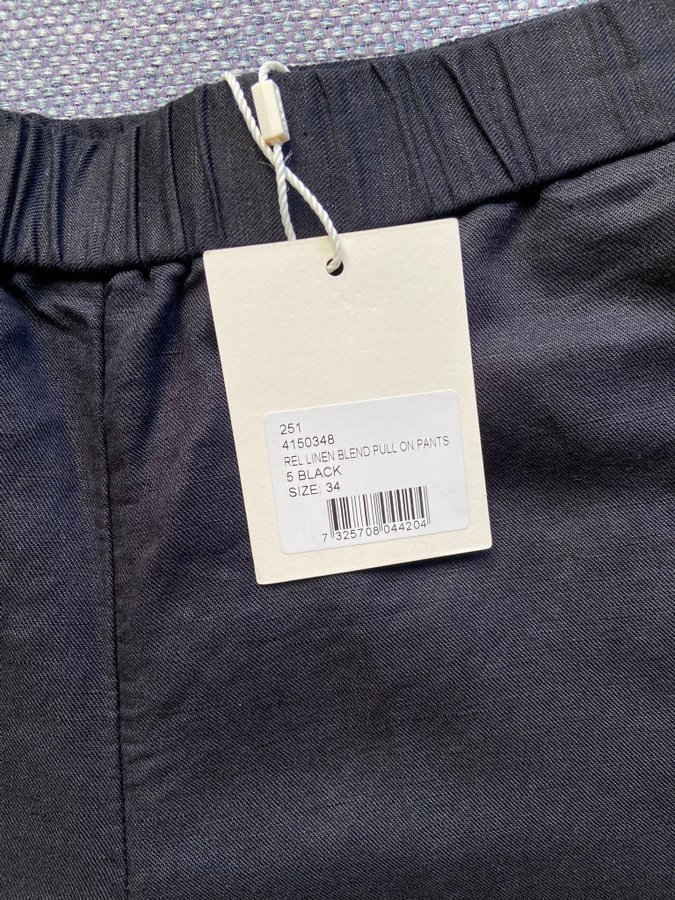 251
4150348
REL LINEN BLEND PULL ON PANTS
5 BLACK
SIZE: 34
7 325708 044204